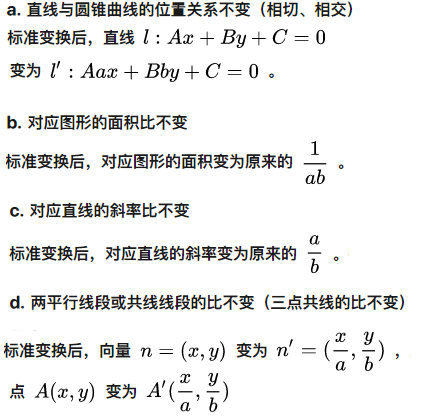 a. 直线与圆锥曲线的位置关系不变（相切、相交）
标准变换后，直线 l : Ax + By + C = 0
变为 l′ : Aax + Bby + C = 0 。
b. 对应图形的面积比不变
标准变换后，对应图形的面积变为原来的 1/ab 。
c. 对应直线的斜率比不变
标准变换后，对应直线的斜率变为原来的 a/b 。
d. 两平行线段或共线线段的比不变（三点共线的比不变）
标准变换后，向量 n = (x, y) 变为 n′ = (x/a, y/b) ，
点 A(x, y) 变为 A′(x/a, y/b)